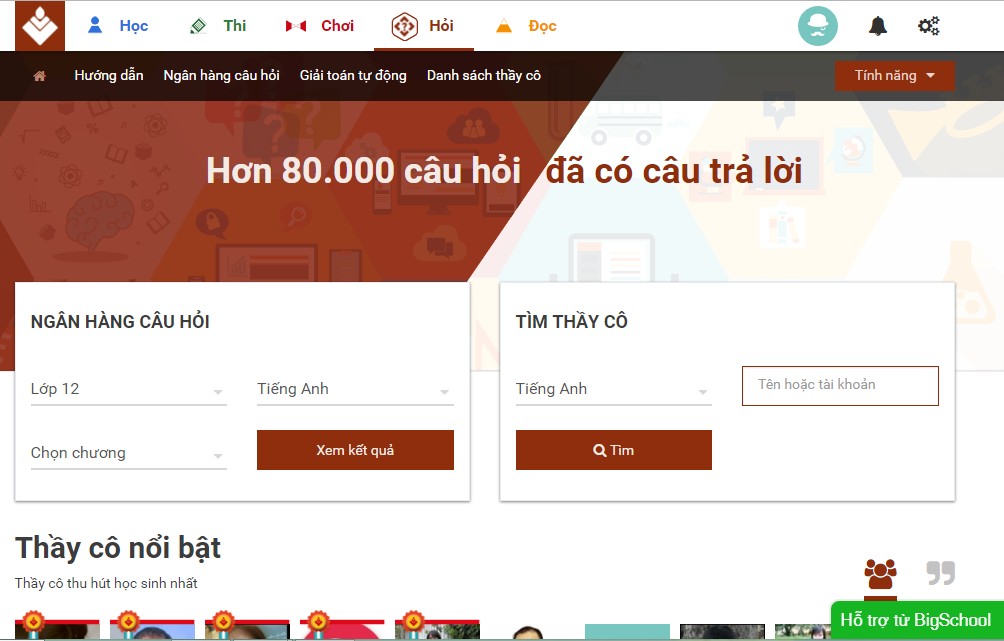 Học Thi Chơi Hỏi Đọc
Hướng dẫn Ngân hàng câu hỏi Giải toán tự động Danh sách thầy cô Tính năng
Hơn 80.000 câu hỏi đã có câu trả lời
NGÂN HÀNG CÂU HỎI
Lớp 12 Tiếng Anh
Chọn chương Xem kết quả
TÌM THẦY CÔ
Tiếng Anh Tên hoặc tài khoản
Tìm
Thầy cô nổi bật
Thầy cô thu hút học sinh nhất
Hỗ trợ từ BigSchool